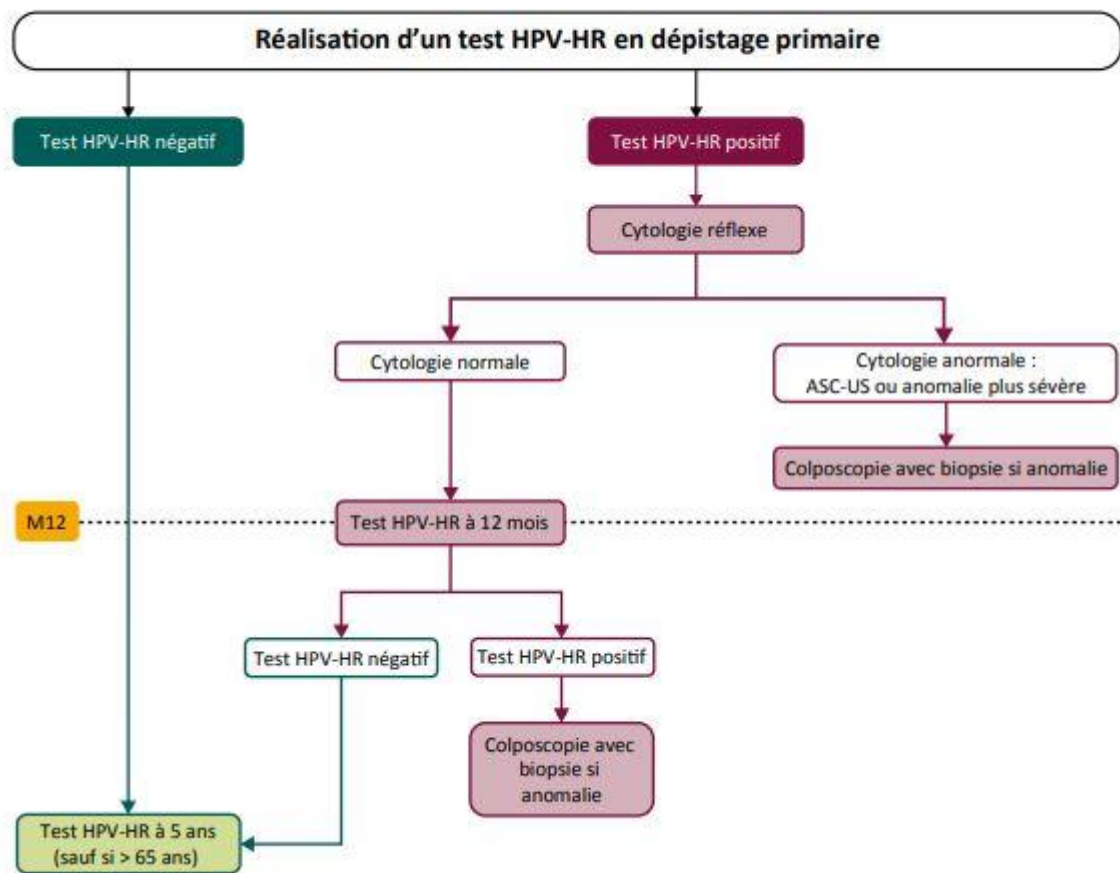 Réalisation d'un test HPV-HR en dépistage primaire
Test HPV-HR négatif
Test HPV-HR positif
Cytologie réflexe
Cytologie normale
Cytologie anormale :
ASC-US ou anomalie plus sévère
Colposcopie avec biopsie si anomalie
M12
Test HPV-HR à 12 mois
Test HPV-HR négatif
Test HPV-HR positif
Colposcopie avec
biopsie si
anomalie
Test HPV-HR à 5 ans
(sauf si > 65 ans)